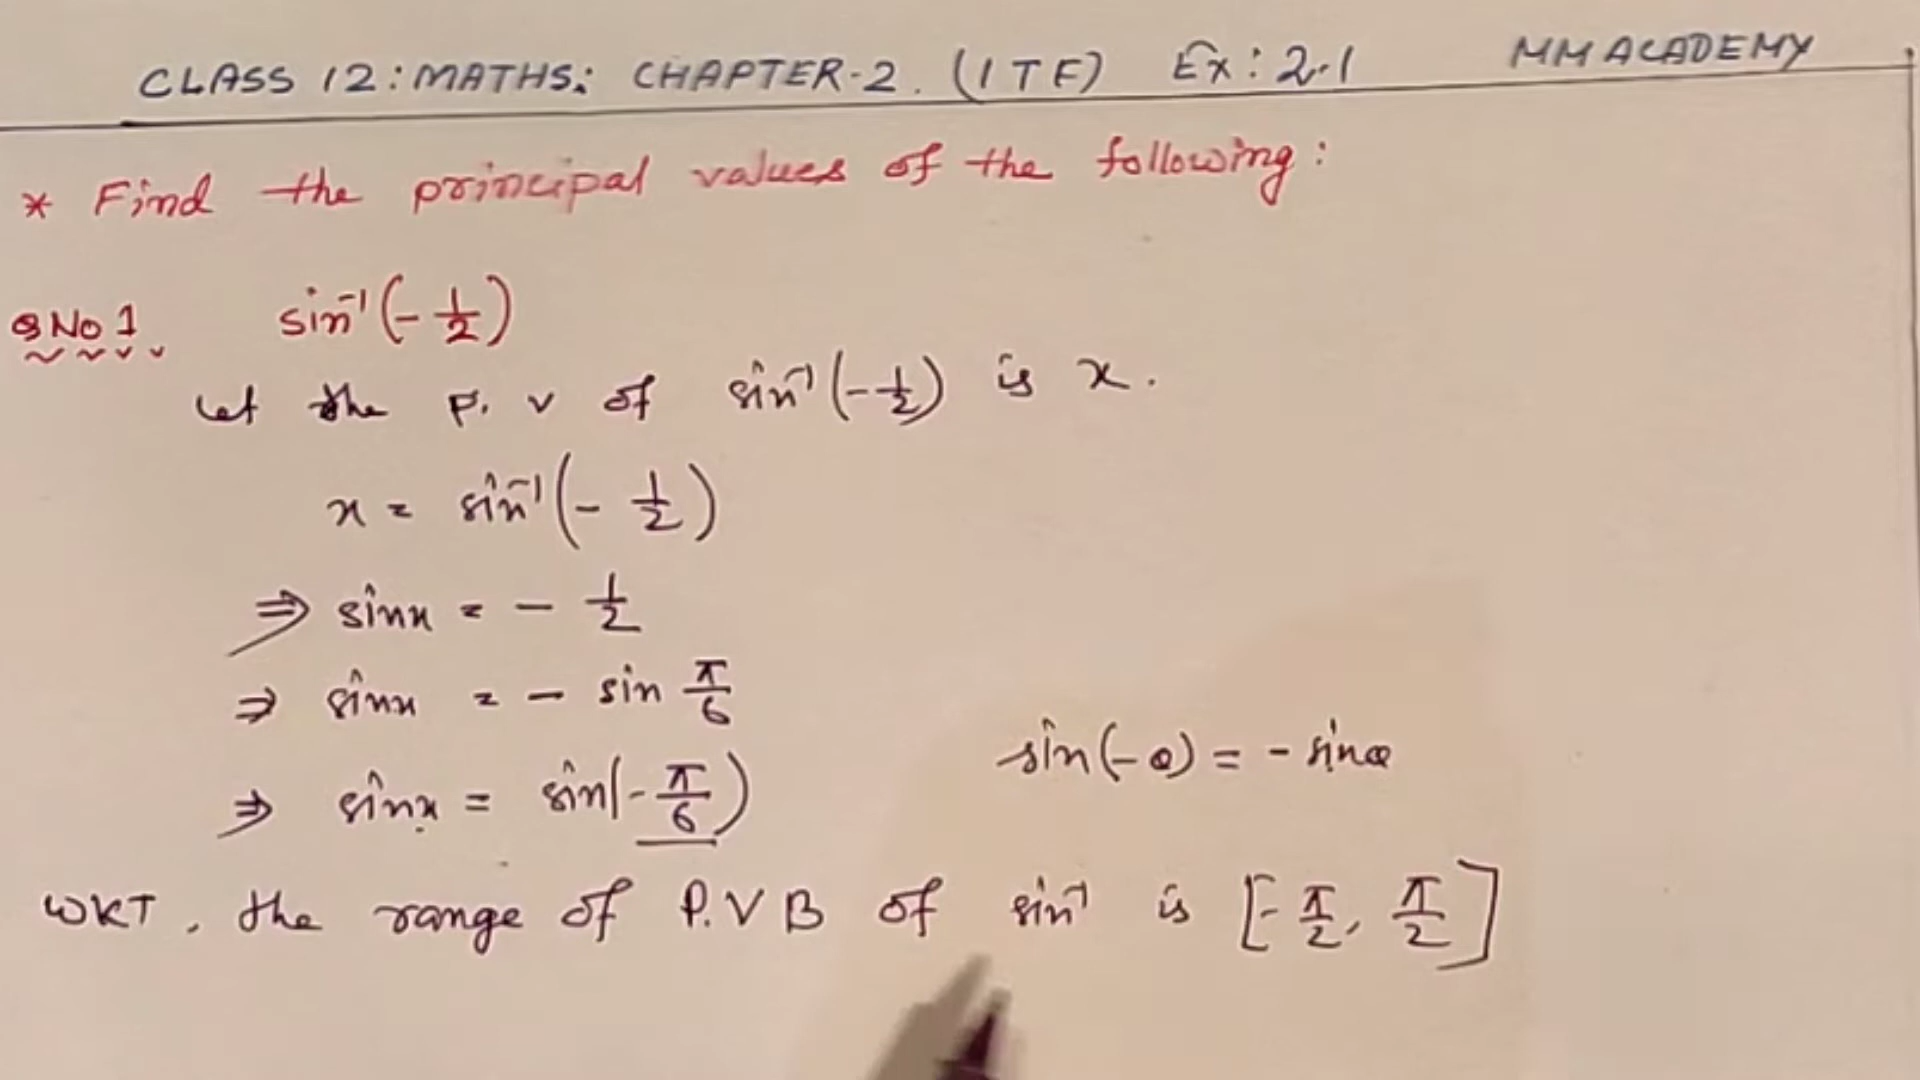 CLASS 12: MATHS: CHAPTER-2. (ITF) Ex: 2.1 MM ACADEMY
* Find the principal values of the following:
Q No 1. sin⁻¹(-1/2)
Let the P. V of sin⁻¹(-1/2) is x.
x = sin⁻¹(-1/2)
⇒ sinx = - 1/2
⇒ sinx = - sin π/6
sin(-θ) = - sinθ
⇒ sinx = sin(-π/6)
WKT, the range of P.V B of sin⁻¹ is [-π/2, π/2]